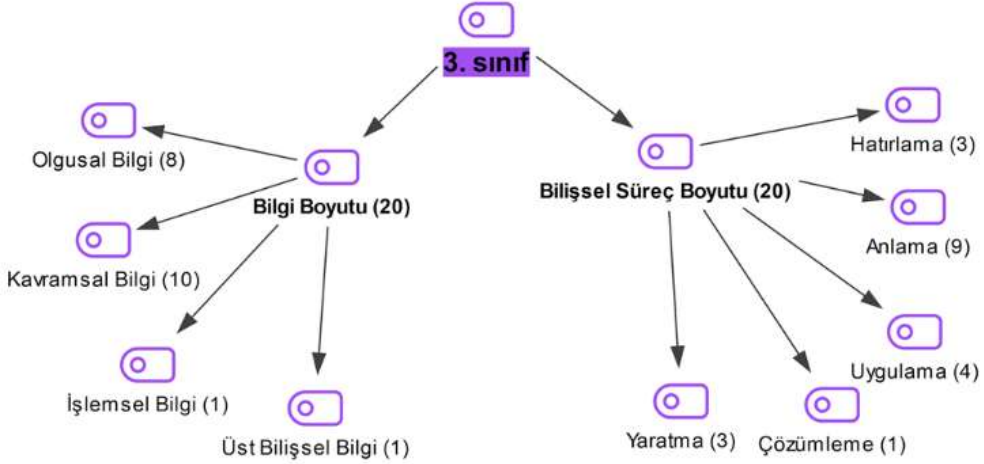 3. sınıf
Olgusal Bilgi (8)
Bilgi Boyutu (20)
Kavramsal Bilgi (10)
İşlemsel Bilgi (1)
Üst Bilişsel Bilgi (1)
Bilişsel Süreç Boyutu (20)
Hatırlama (3)
Anlama (9)
Uygulama (4)
Yaratma (3)
Çözümleme (1)